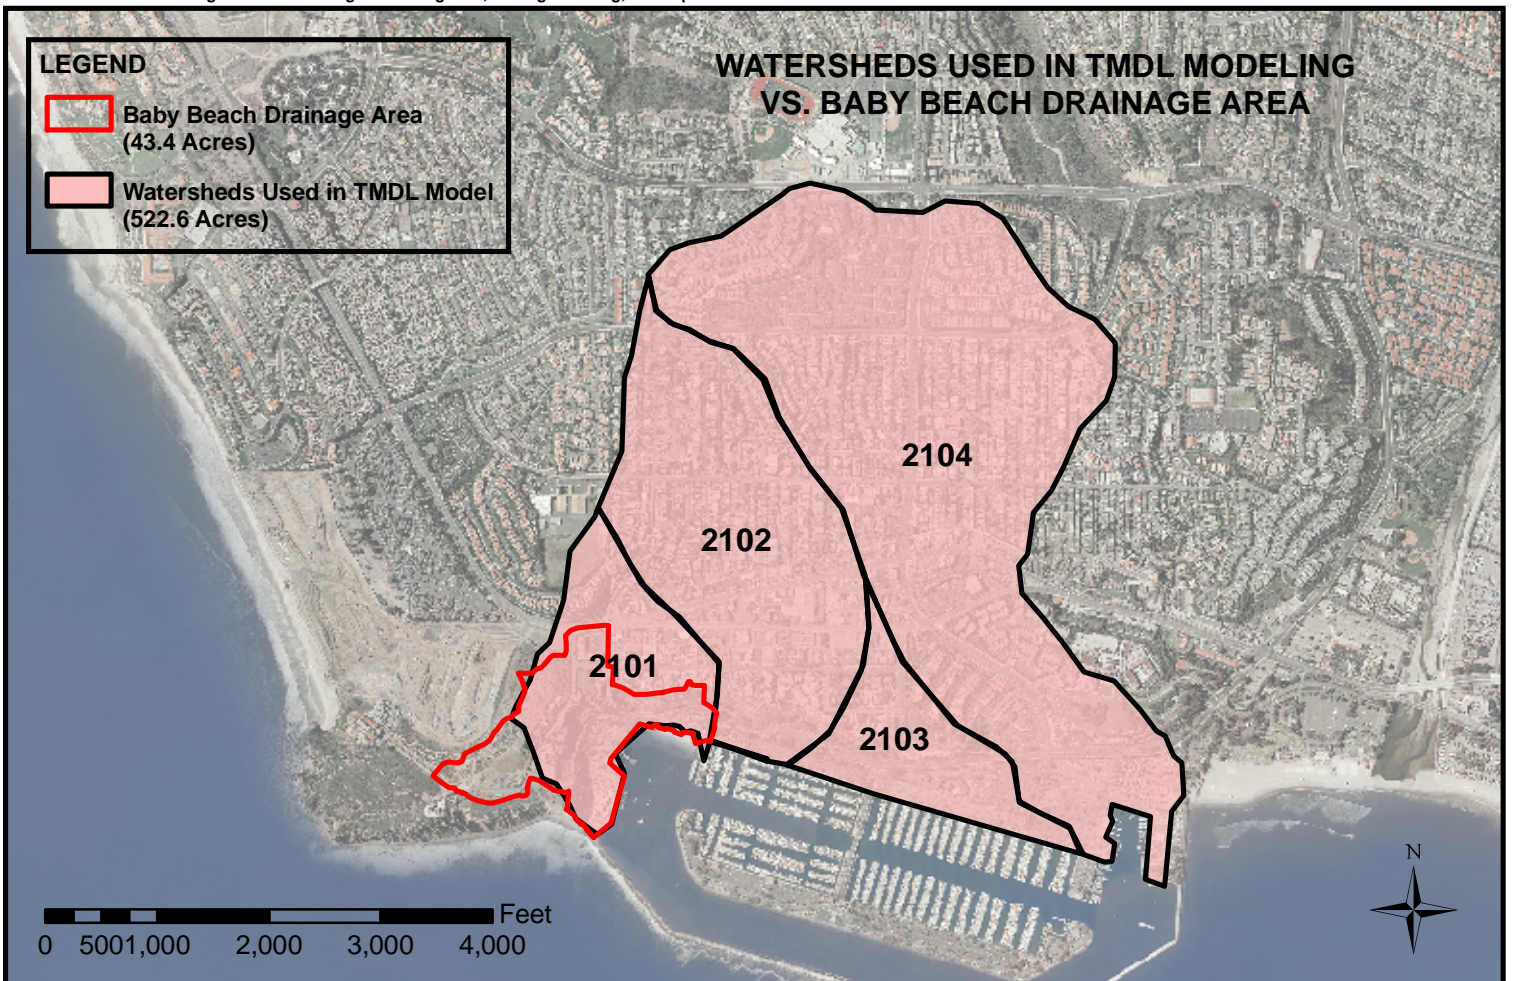 LEGEND
Baby Beach Drainage Area
(43.4 Acres)
Watersheds Used in TMDL Model
(522.6 Acres)
WATERSHEDS USED IN TMDL MODELING
VS. BABY BEACH DRAINAGE AREA
2104
2102
2101
2103
Feet
0 500 1,000 2,000 3,000 4,000
N